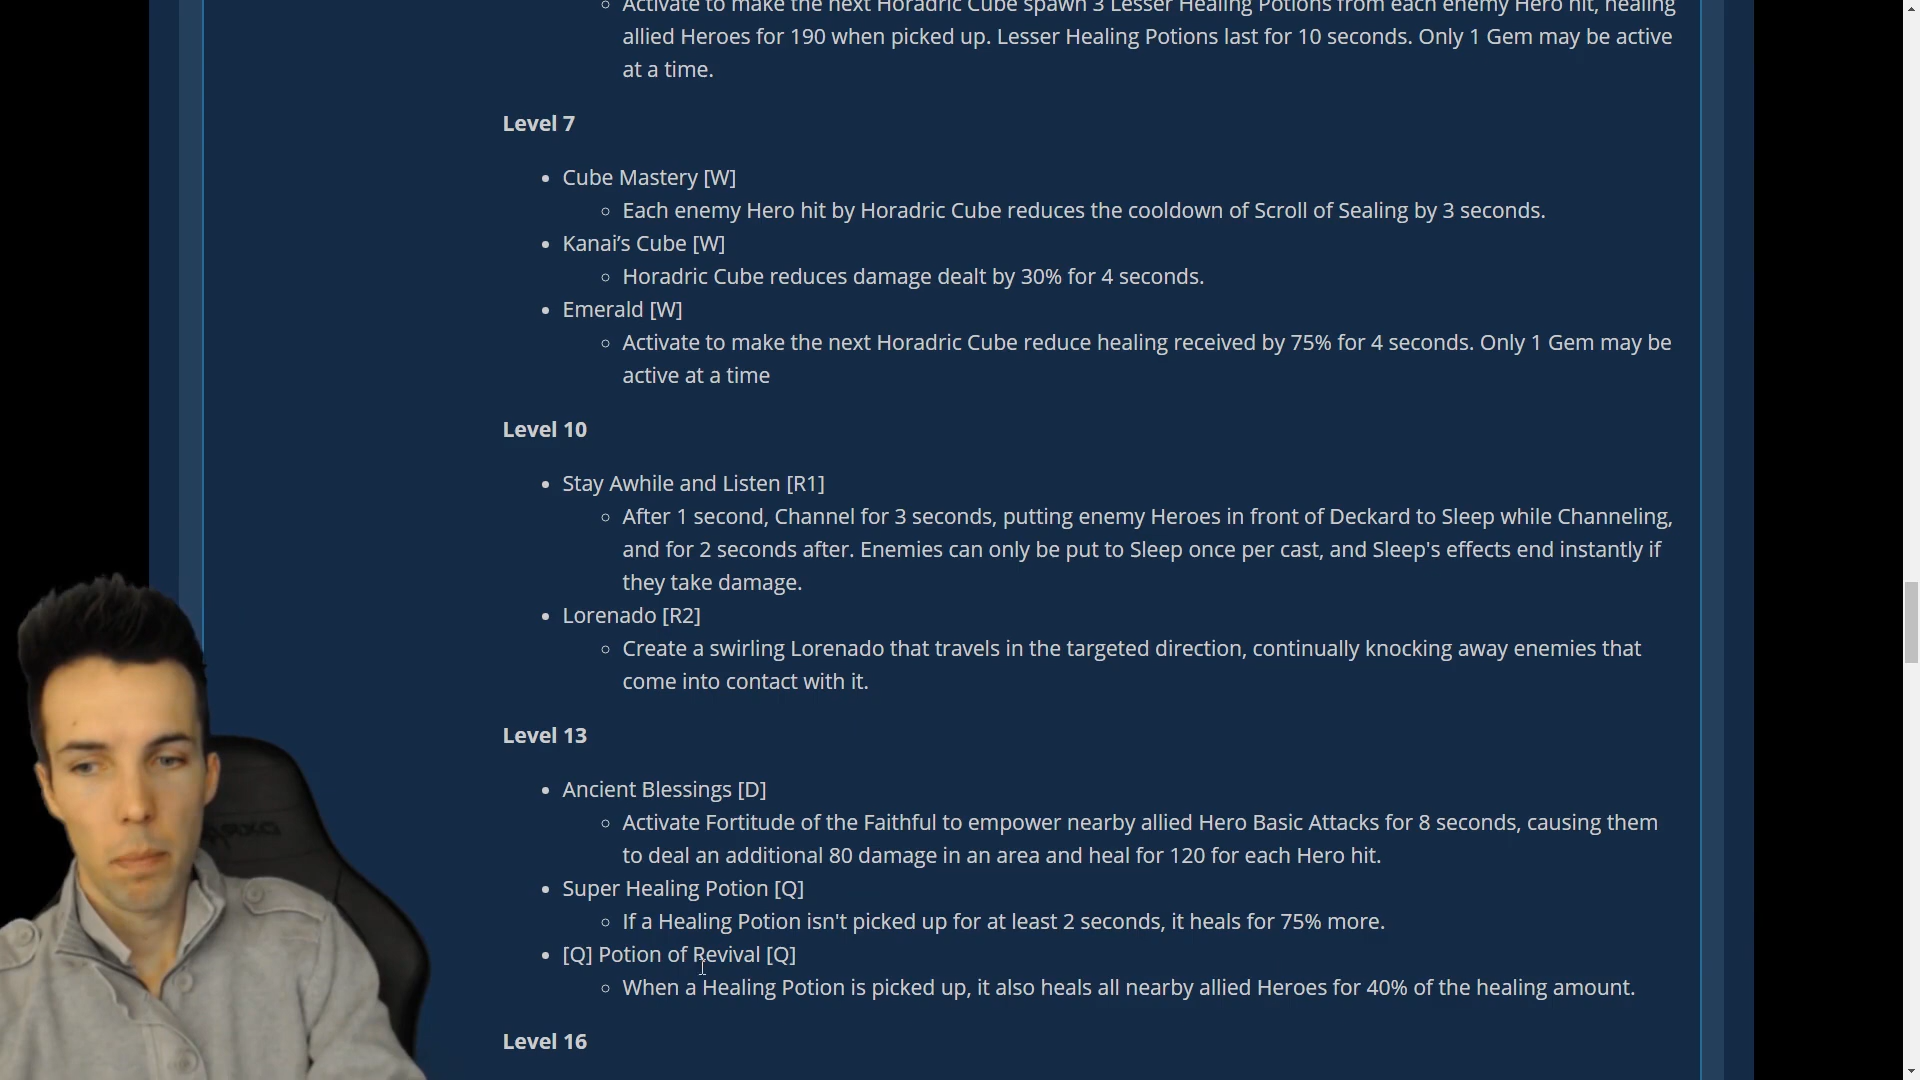 Activate to make the next Horadric Cube spawn 3 Lesser Healing Potions from each enemy Hero hit, healing
allied Heroes for 190 when picked up. Lesser Healing Potions last for 10 seconds. Only 1 Gem may be active
at a time.
Level 7
Cube Mastery [W]
Each enemy Hero hit by Horadric Cube reduces the cooldown of Scroll of Sealing by 3 seconds.
Kanai’s Cube [W]
Horadric Cube reduces damage dealt by 30% for 4 seconds.
Emerald [W]
Activate to make the next Horadric Cube reduce healing received by 75% for 4 seconds. Only 1 Gem may be
active at a time
Level 10
Stay Awhile and Listen [R1]
After 1 second, Channel for 3 seconds, putting enemy Heroes in front of Deckard to Sleep while Channeling,
and for 2 seconds after. Enemies can only be put to Sleep once per cast, and Sleep's effects end instantly if
they take damage.
Lorenado [R2]
Create a swirling Lorenado that travels in the targeted direction, continually knocking away enemies that
come into contact with it.
Level 13
Ancient Blessings [D]
Activate Fortitude of the Faithful to empower nearby allied Hero Basic Attacks for 8 seconds, causing them
to deal an additional 80 damage in an area and heal for 120 for each Hero hit.
Super Healing Potion [Q]
If a Healing Potion isn't picked up for at least 2 seconds, it heals for 75% more.
[Q] Potion of Revival [Q]
When a Healing Potion is picked up, it also heals all nearby allied Heroes for 40% of the healing amount.
Level 16